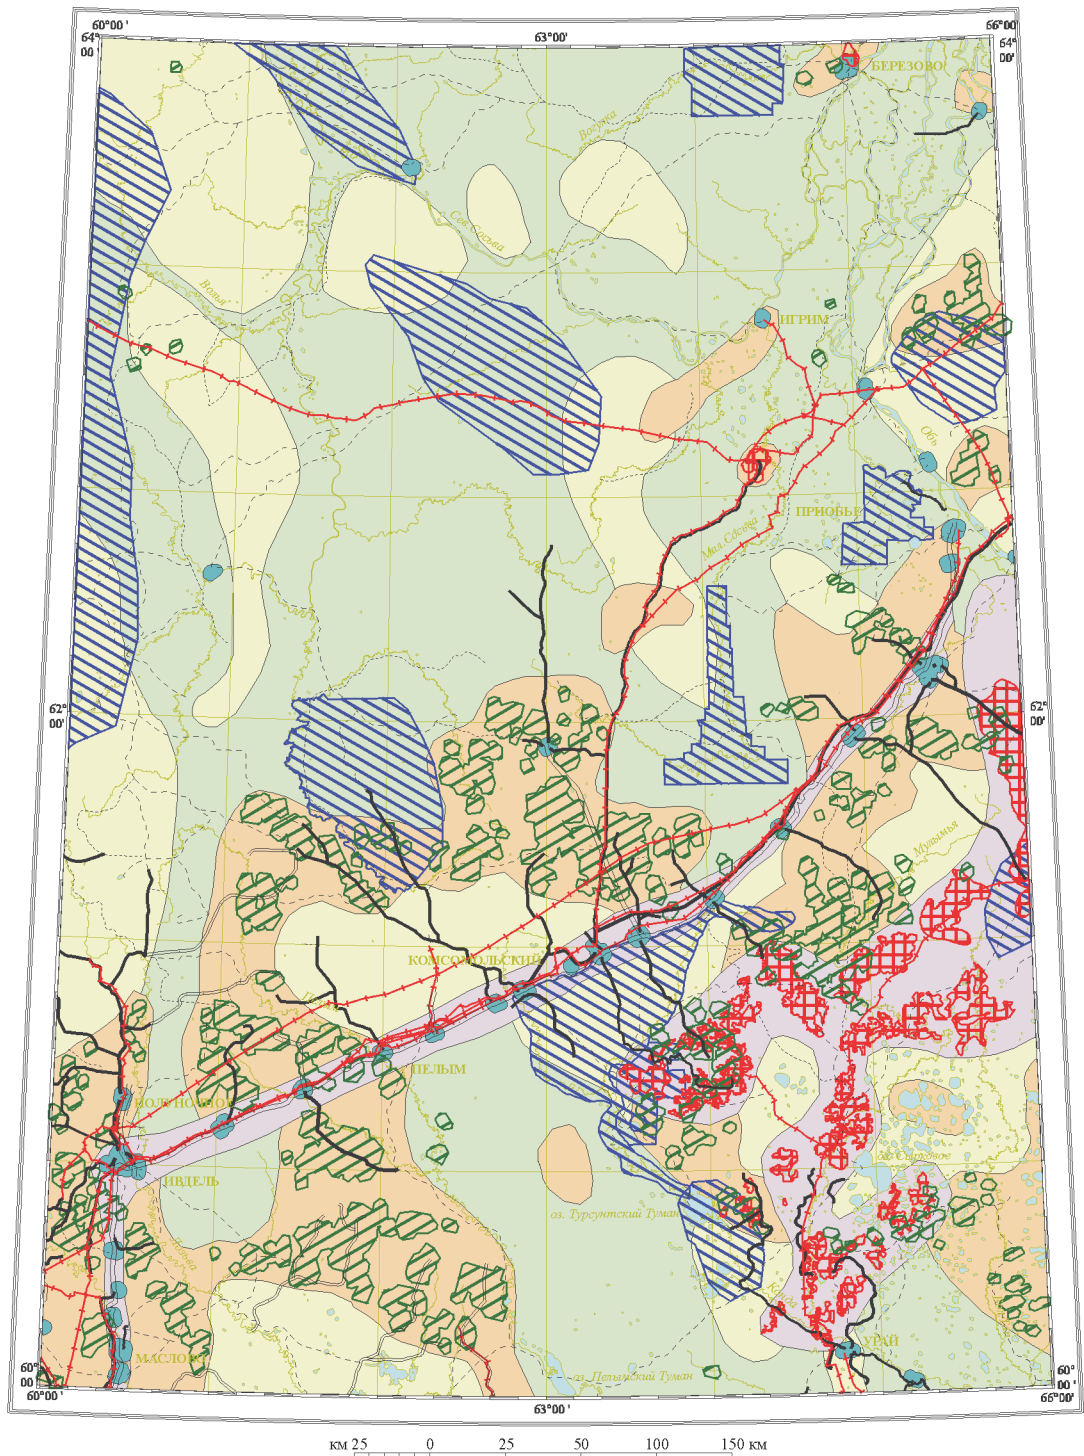 60°00'
63°00'
66°00'
64°
00'
64°
00'
БЕРЕЗОВО
Вогулка
Сев. Сосьва
Волья
ИГРИМ
Обь
ПРИОБЬЕ
Мал. Сосьва
62°
00'
62°
00'
Мулымья
КОМСОМОЛЬСКИЙ
ПЕЛЫМ
ПОЛУНОЧНОЕ
ИВДЕЛЬ
оз. Турсунтский Туман
Конда
УРАЙ
МАСЛОВО
оз. Пелымский Туман
60°
00'
60°
00'
60°00'
63°00'
66°00'
км 25 0 25 50 100 150 км